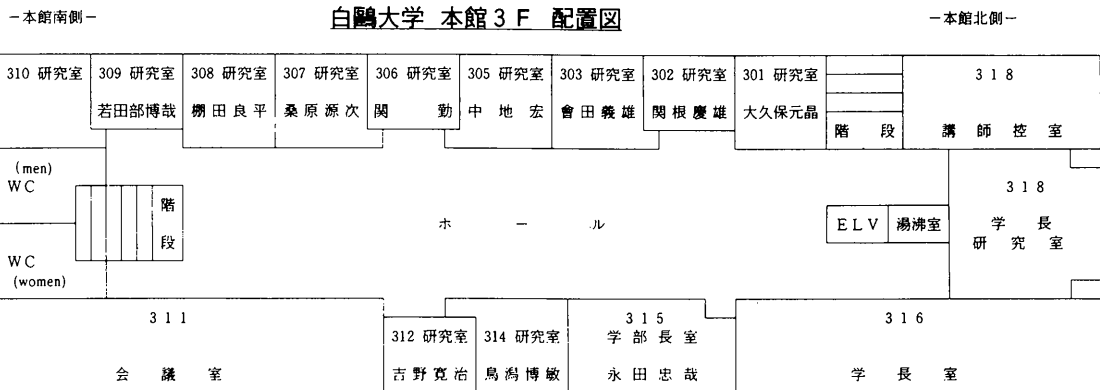 －本館南側－
白鷗大学 本館３Ｆ 配置図
－本館北側－
310 研究室
若田部博哉
309 研究室
308 研究室
棚田良平
307 研究室
桑原源次
306 研究室
関 勤
305 研究室
中地宏
303 研究室
會田義雄
302 研究室
関根慶雄
301 研究室
大久保元晶
階段
318
講師控室
(men)
WC
階
段
WC
(women)
ホール
ELV
湯沸室
318
学長
研究室
311
会議室
312 研究室
吉野寛治
314 研究室
鳥潟博敏
315
学部長室
永田忠哉
316
学長室